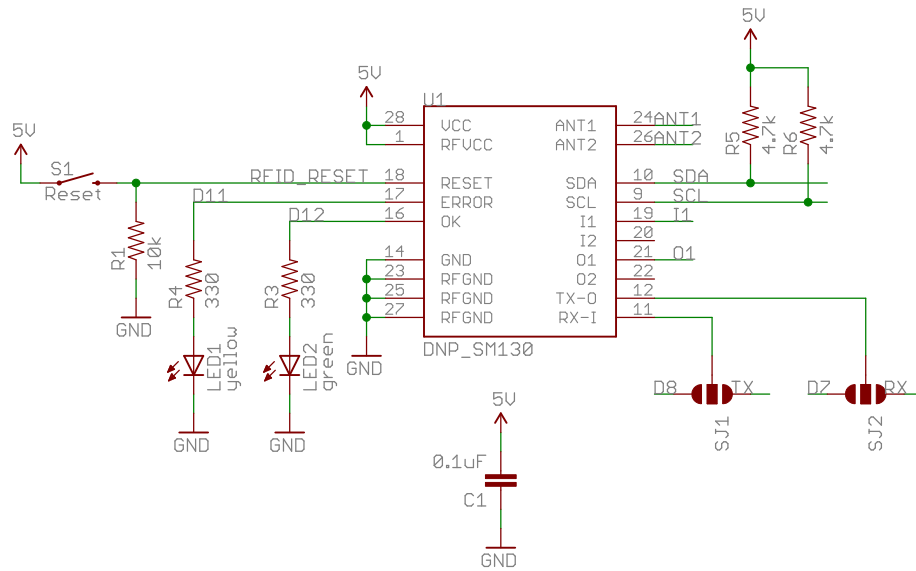 5V
S1
Reset
RFID_RESET
D11
D12
R1
10k
GND
R4
330
LED1
yellow
GND
R3
330
LED2
green
GND
5V
U1
28 VCC ANT1 24 ANT1
1 RFVCC ANT2 26 ANT2
18 RESET SDA 10 SDA
17 ERROR SCL 9 SCL
16 OK I1 19 I1
I2 20
14 GND O1 21 O1
23 RFGND O2 22
25 RFGND TX-O 12
27 RFGND RX-I 11
DNP_SM130
GND
5V
R5
4.7k
R6
4.7k
D8 TX
SJ1
D7 RX
SJ2
5V
0.1uF
C1
GND